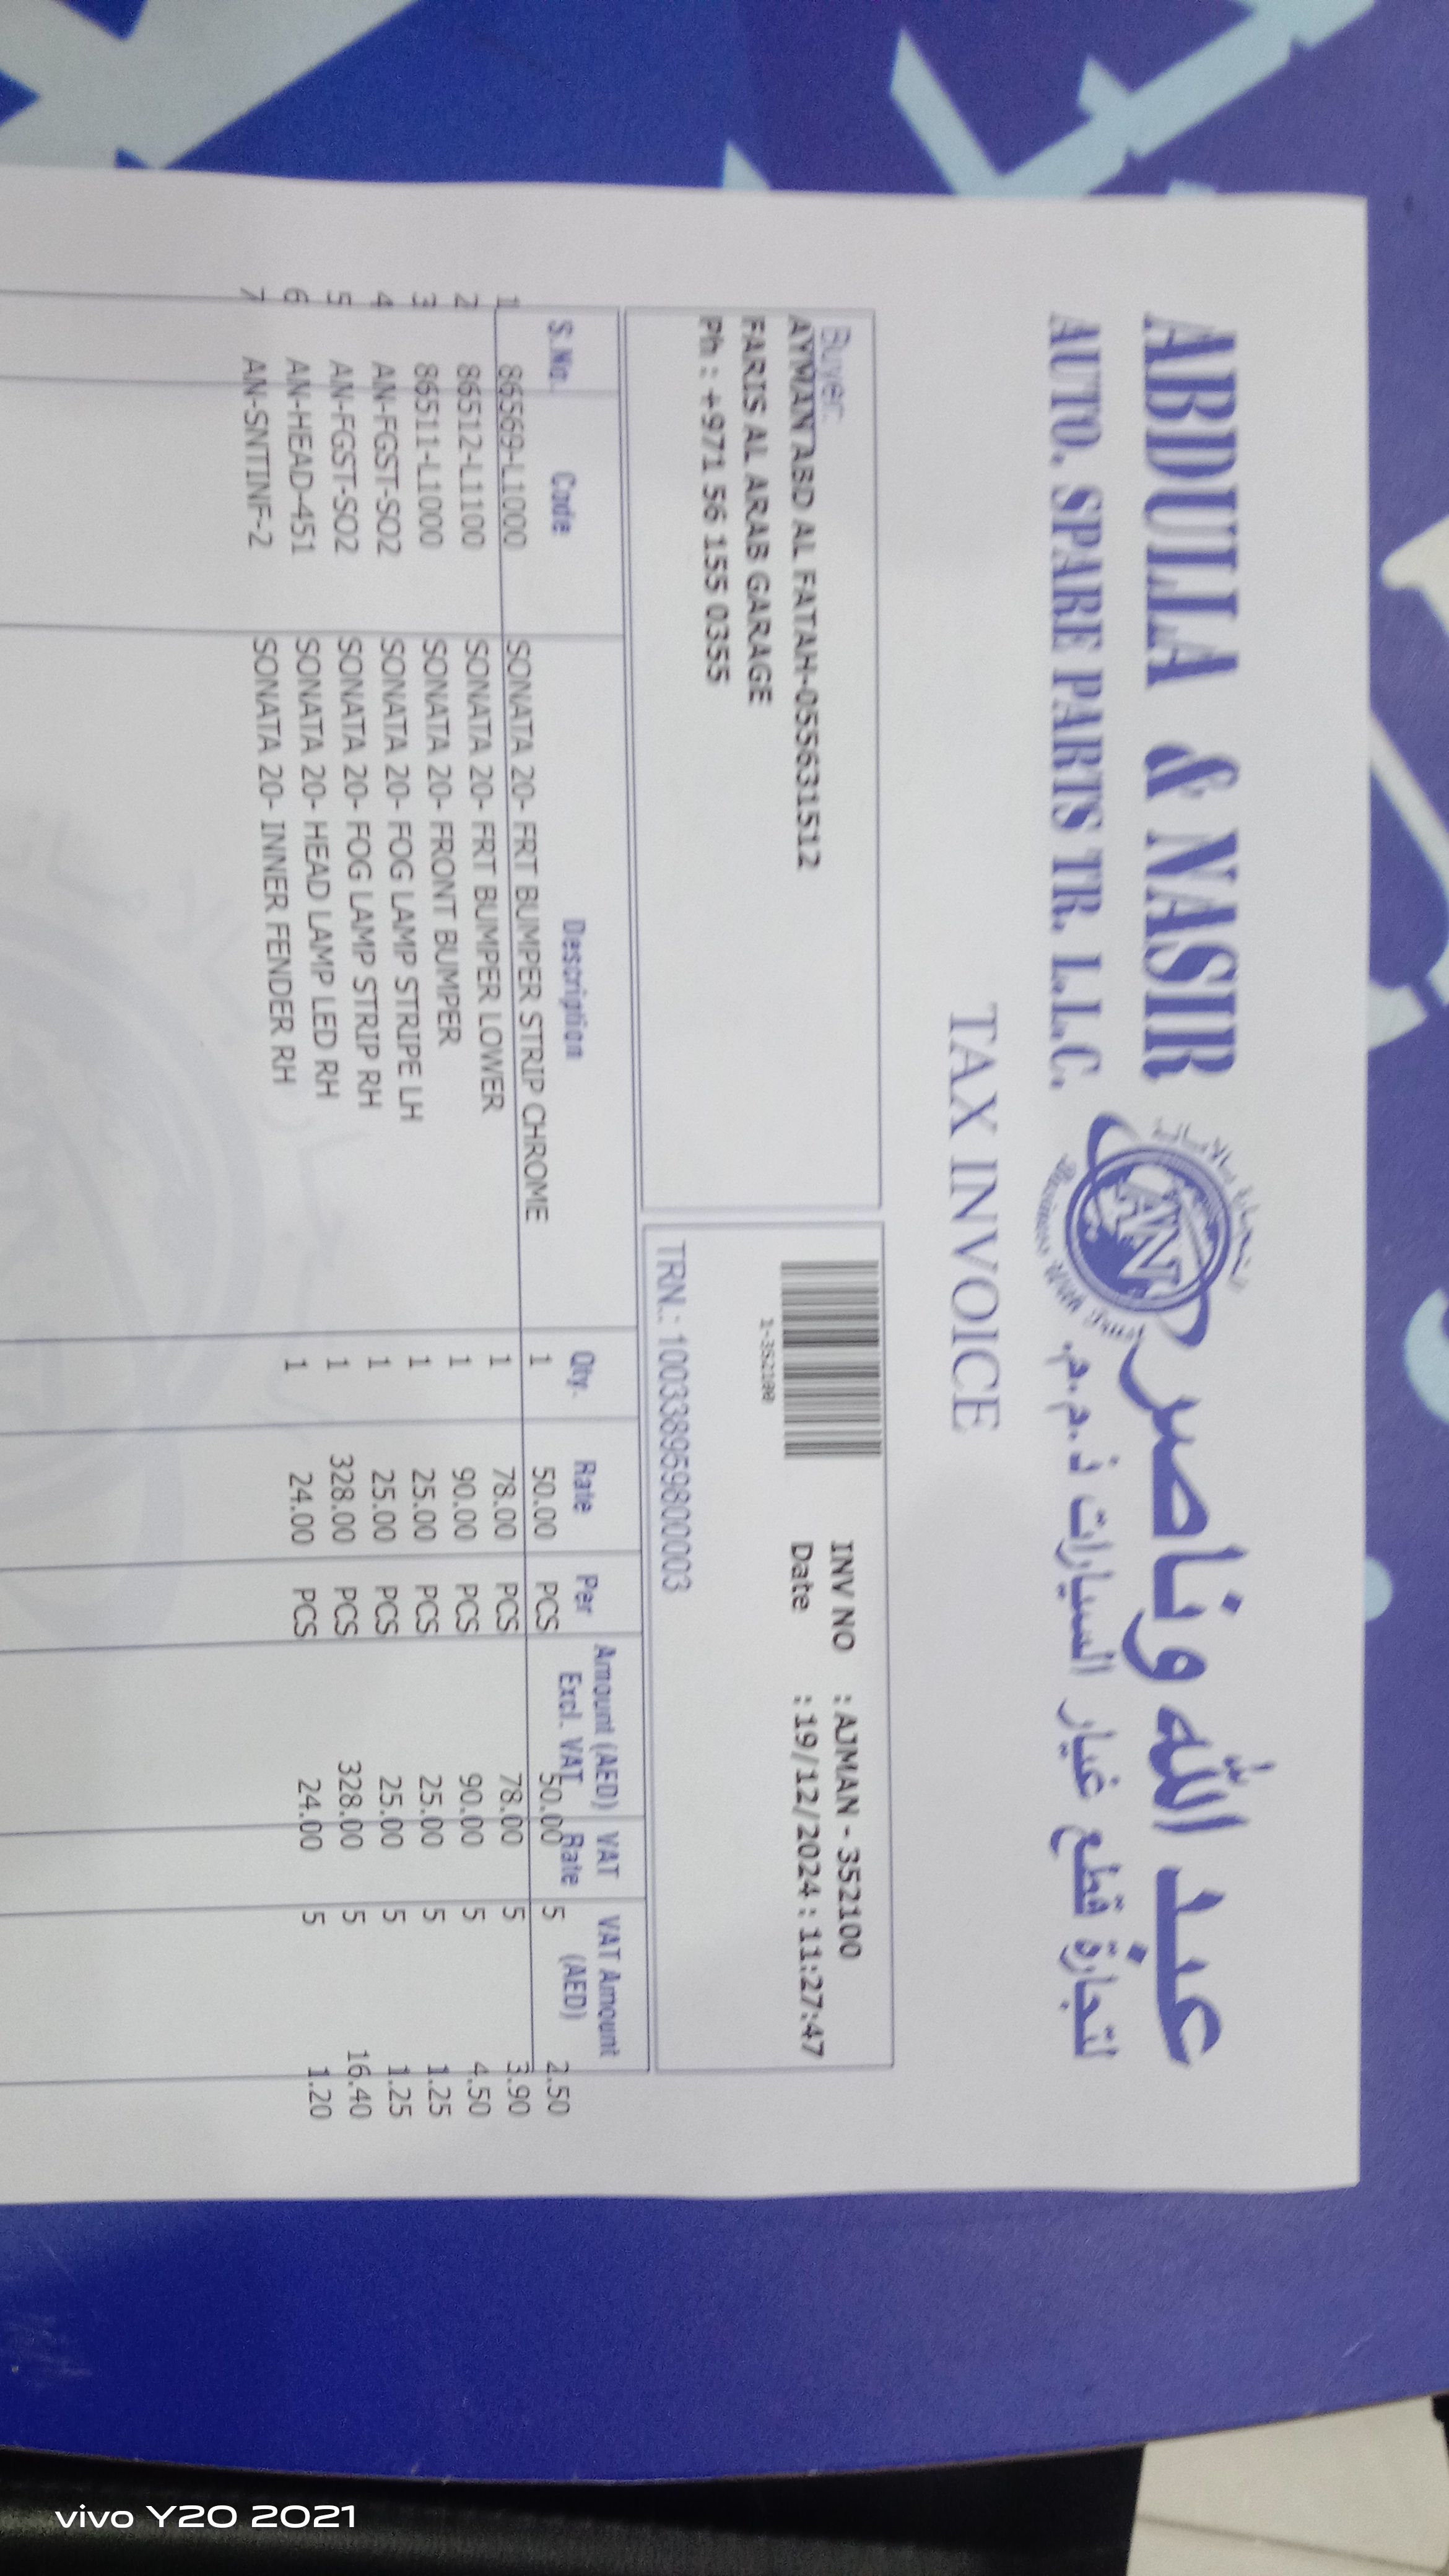 ABDULLA & NASIR
عبد الله وناصر
AUTO. SPARE PARTS TR. L.L.C.
لتجارة قطع غيار السيارات ذ.م.م.
AN
TAX INVOICE
Buyer:
AYMAN ABD AL FATAH-055631512
FARIS AL ARAB GARAGE
Ph : +971 56 155 0355
1-352100
INV NO : AJMAN - 352100
Date : 19/12/2024 : 11:27:47
TRN.: 100338959800003
S.No. Code Description Qty. Rate Per Amount (AED) Excl. VAT VAT Rate VAT Amount (AED)
1 86569-L1000 SONATA 20- FRT BUMPER STRIP CHROME 1 50.00 PCS 50.00 5 2.50
2 86512-L1100 SONATA 20- FRT BUMPER LOWER 1 78.00 PCS 78.00 5 3.90
3 86511-L1000 SONATA 20- FRONT BUMPER 1 90.00 PCS 90.00 5 4.50
4 AN-FGST-SO2 SONATA 20- FOG LAMP STRIPE LH 1 25.00 PCS 25.00 5 1.25
5 AN-FGST-SO2 SONATA 20- FOG LAMP STRIP RH 1 25.00 PCS 25.00 5 1.25
6 AN-HEAD-451 SONATA 20- HEAD LAMP LED RH 1 328.00 PCS 328.00 5 16.40
7 AN-SNTINF-2 SONATA 20- INNER FENDER RH 1 24.00 PCS 24.00 5 1.20
vivo Y20 2021